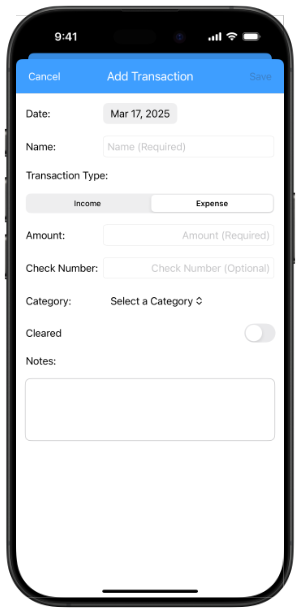 9:41
Cancel Add Transaction Save
Date: Mar 17, 2025
Name: Name (Required)
Transaction Type:
Income Expense
Amount: Amount (Required)
Check Number: Check Number (Optional)
Category: Select a Category
Cleared
Notes: